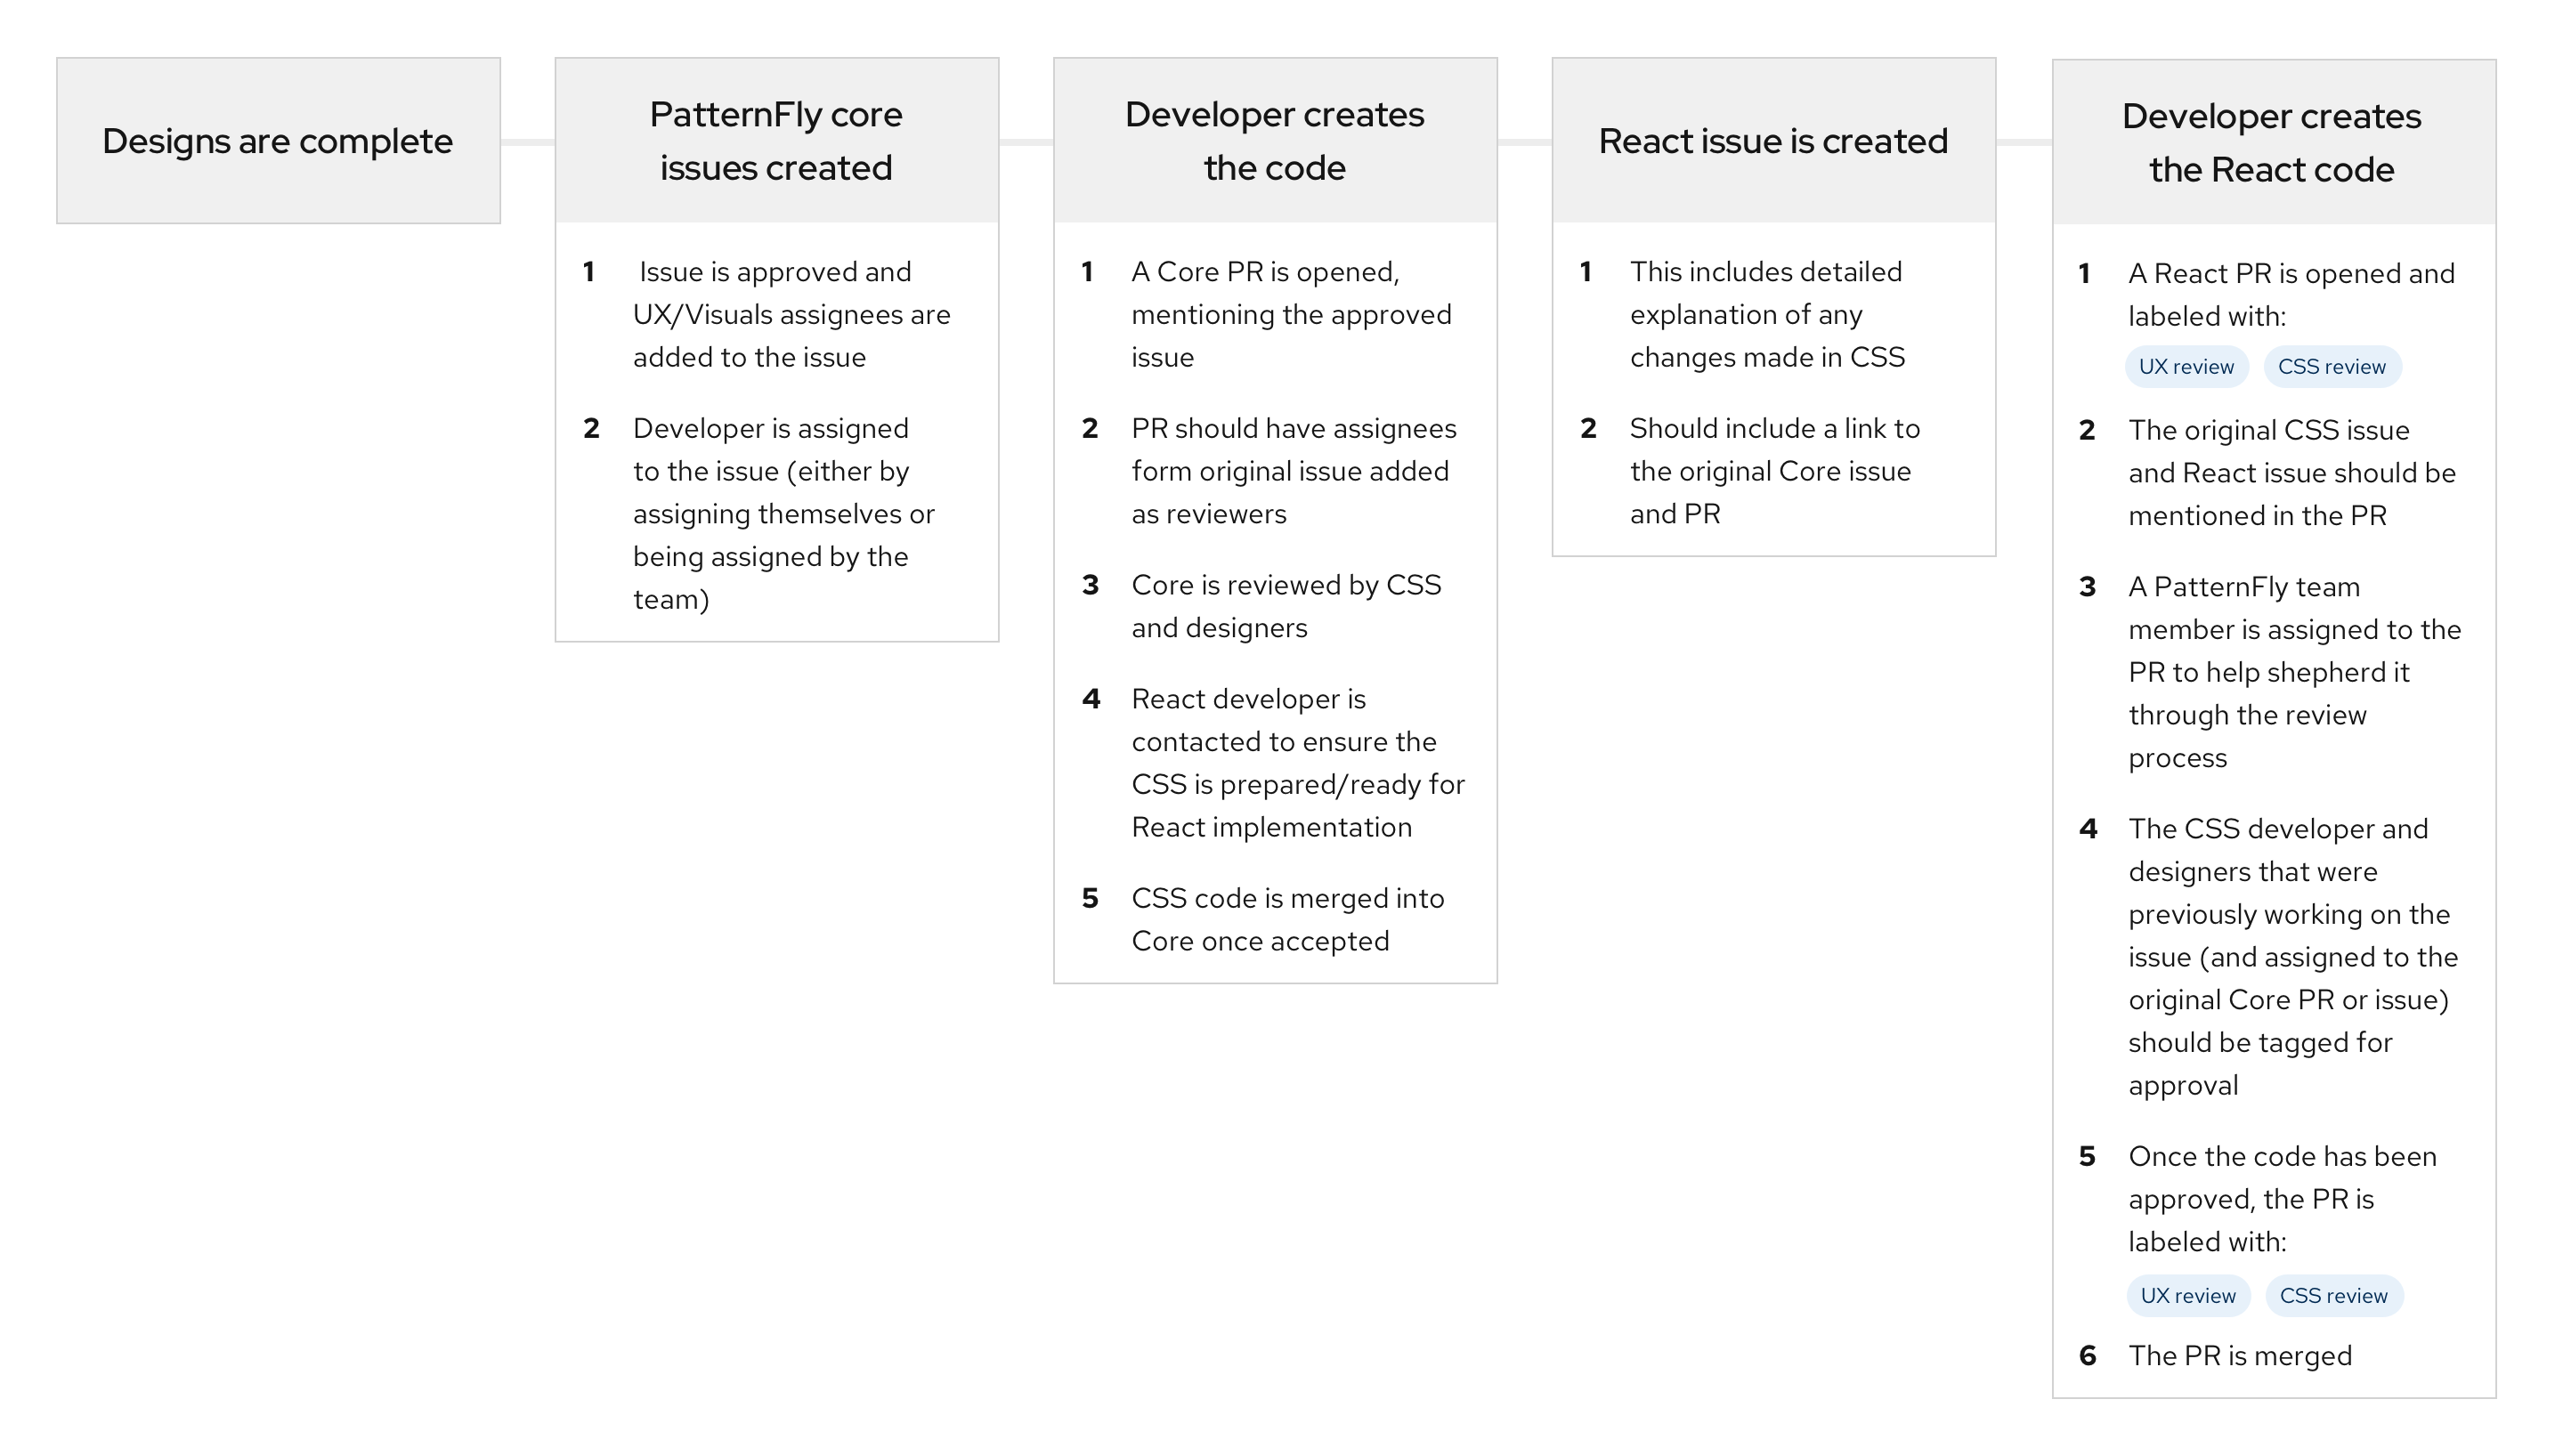 Designs are complete
PatternFly core
issues created
1 Issue is approved and
UX/Visuals assignees are
added to the issue
2 Developer is assigned
to the issue (either by
assigning themselves or
being assigned by the
team)
Developer creates
the code
1 A Core PR is opened,
mentioning the approved
issue
2 PR should have assignees
form original issue added
as reviewers
3 Core is reviewed by CSS
and designers
4 React developer is
contacted to ensure the
CSS is prepared/ready for
React implementation
5 CSS code is merged into
Core once accepted
React issue is created
1 This includes detailed
explanation of any
changes made in CSS
2 Should include a link to
the original Core issue
and PR
Developer creates
the React code
1 A React PR is opened and
labeled with:
UX review CSS review
2 The original CSS issue
and React issue should be
mentioned in the PR
3 A PatternFly team
member is assigned to the
PR to help shepherd it
through the review
process
4 The CSS developer and
designers that were
previously working on the
issue (and assigned to the
original Core PR or issue)
should be tagged for
approval
5 Once the code has been
approved, the PR is
labeled with:
UX review CSS review
6 The PR is merged